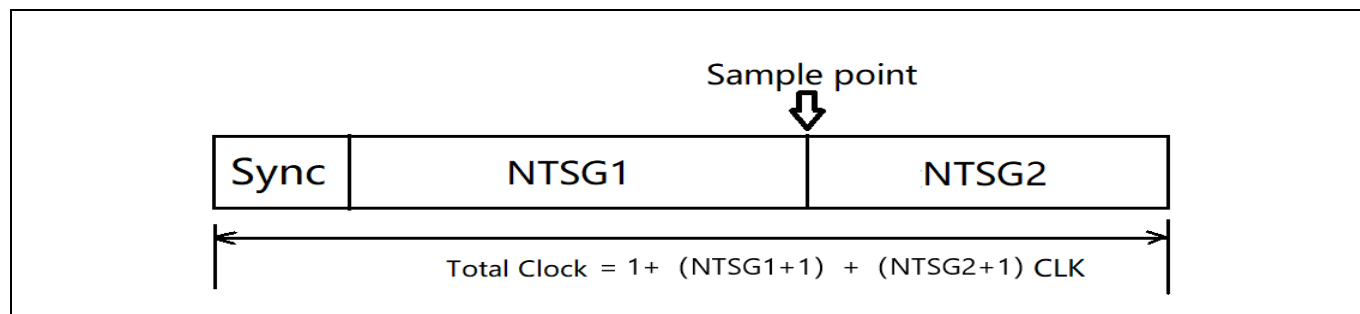 Sample point
Sync NTSG1 NTSG2
Total Clock = 1+ (NTSG1+1) + (NTSG2+1) CLK